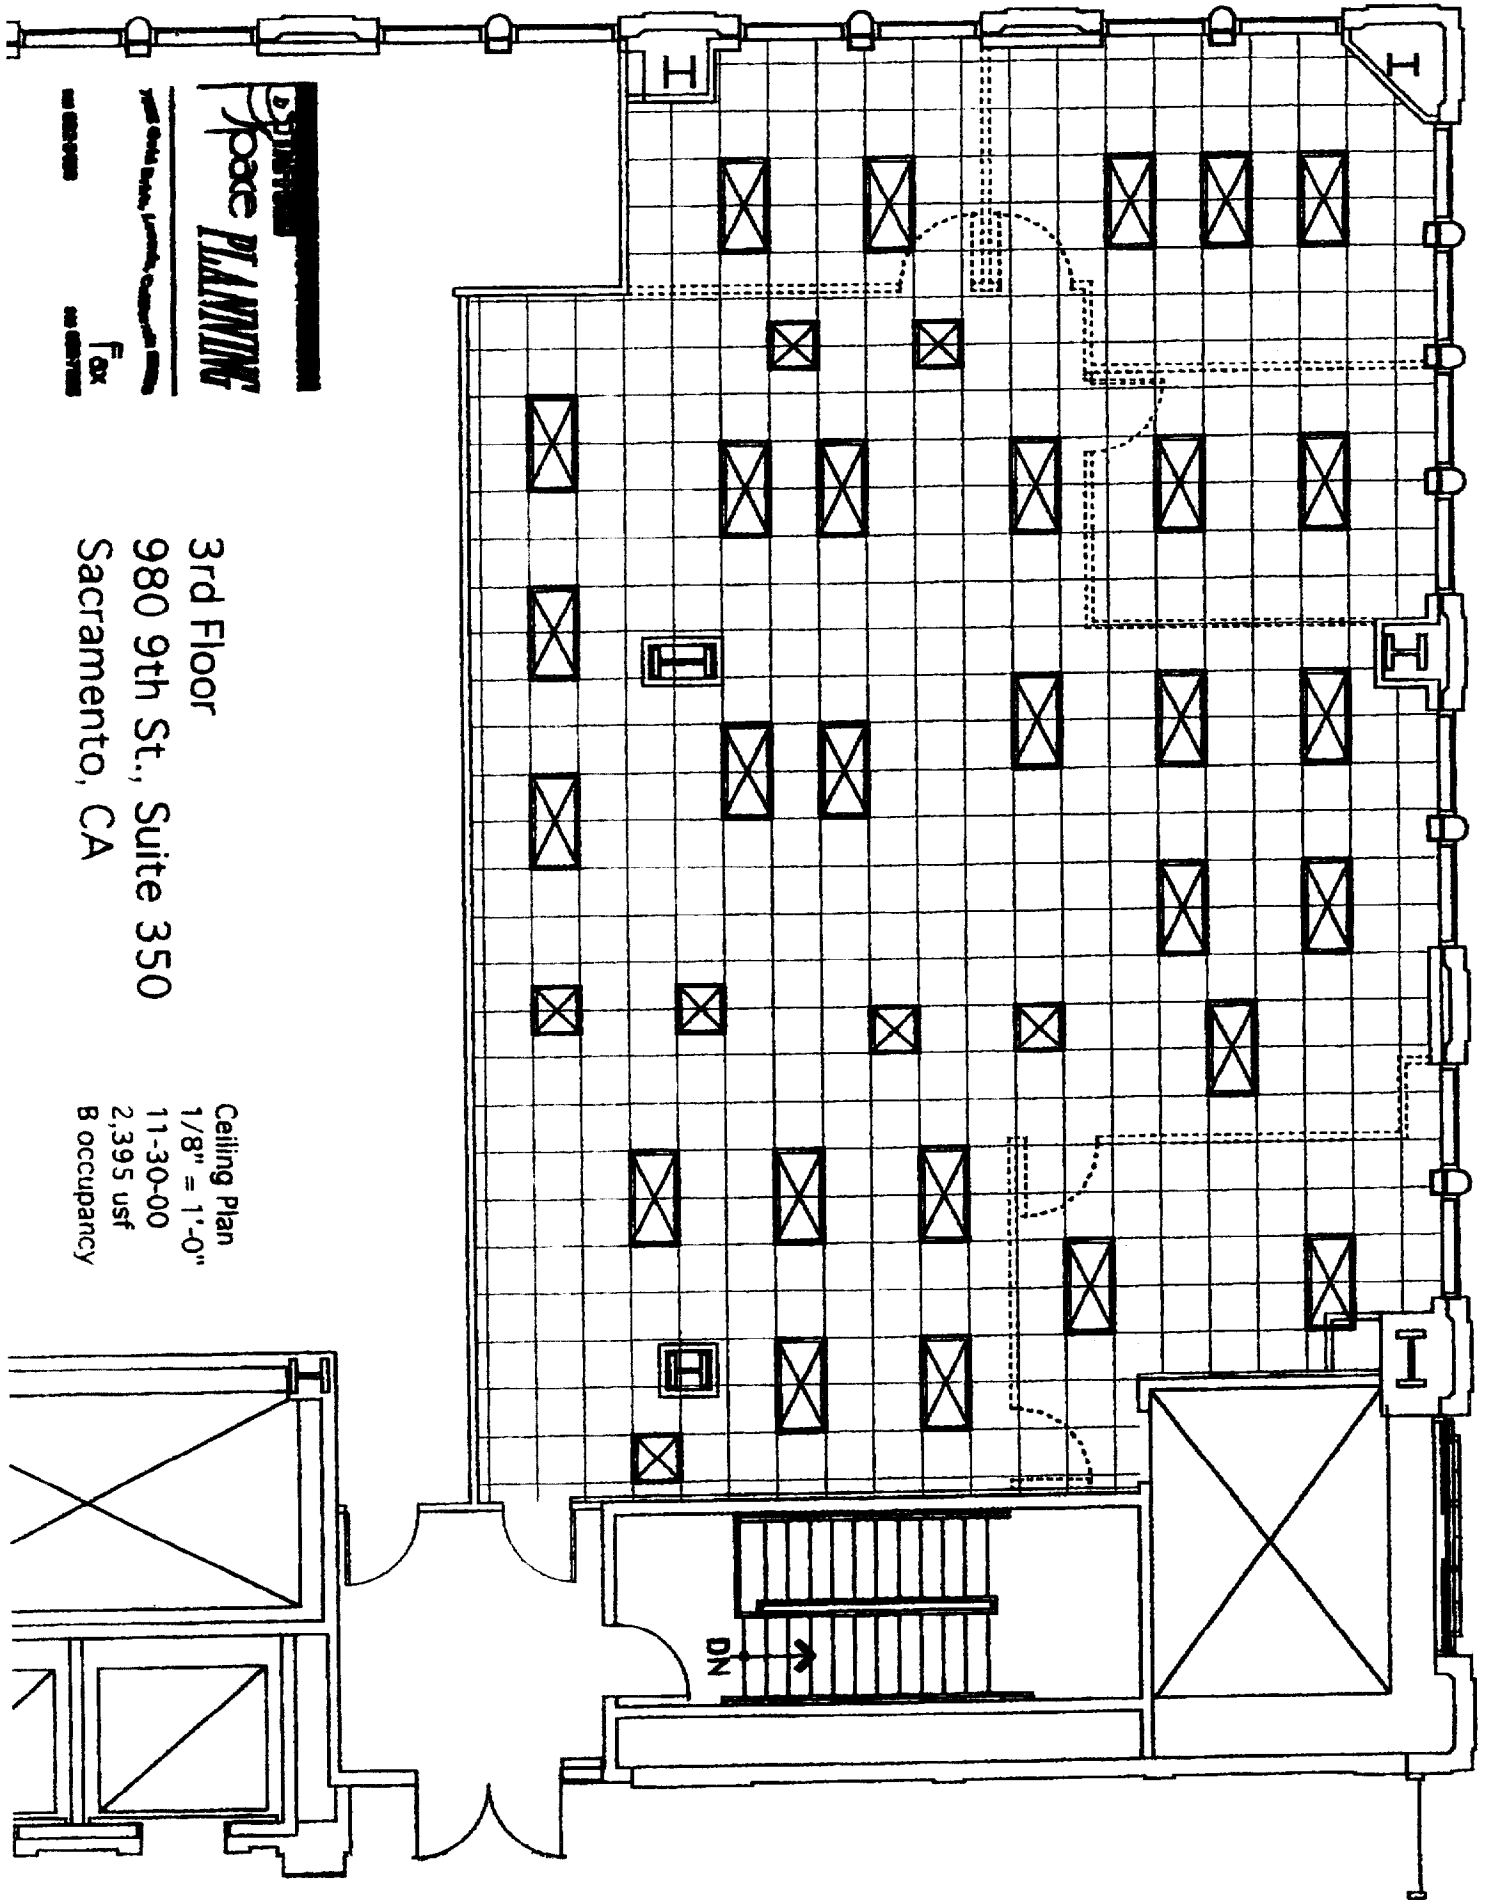 Space PLANNING
Fax
3rd Floor
980 9th St., Suite 350
Sacramento, CA
Ceiling Plan
1/8" = 1'-0"
11-30-00
2,395 usf
B occupancy
DN